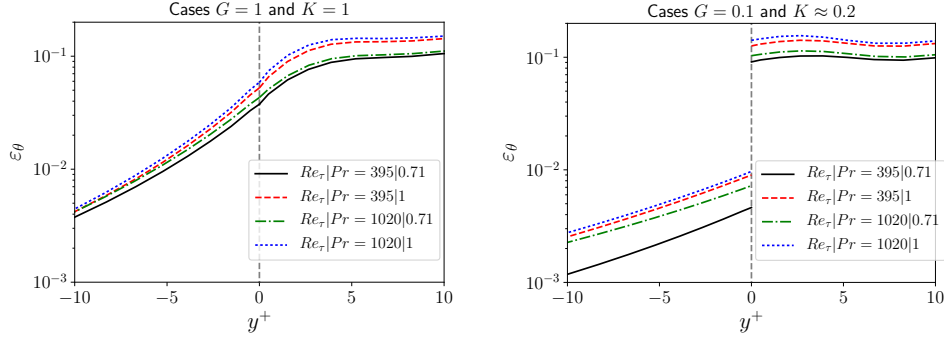 Cases G = 1 and K = 1
10⁻¹
10⁻²
10⁻³
ε_θ
Re_τ|Pr = 395|0.71
Re_τ|Pr = 395|1
Re_τ|Pr = 1020|0.71
Re_τ|Pr = 1020|1
−10
−5
0
5
10
y⁺
Cases G = 0.1 and K ≈ 0.2
10⁻¹
10⁻²
10⁻³
ε_θ
Re_τ|Pr = 395|0.71
Re_τ|Pr = 395|1
Re_τ|Pr = 1020|0.71
Re_τ|Pr = 1020|1
−10
−5
0
5
10
y⁺